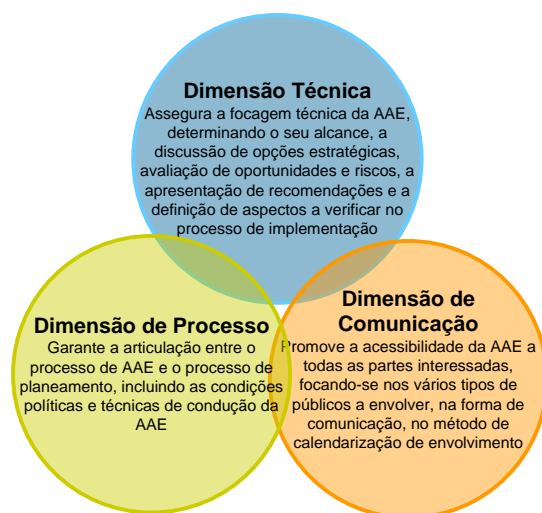 Dimensão Técnica
Assegura a focagem técnica da AAE,
determinando o seu alcance, a
discussão de opções estratégicas,
avaliação de oportunidades e riscos, a
apresentação de recomendações e a
definição de aspectos a verificar no
processo de implementação
Dimensão de Processo
Garante a articulação entre o
processo de AAE e o processo de
planeamento, incluindo as condições
políticas e técnicas de condução da
AAE
Dimensão de
Comunicação
Promove a acessibilidade da AAE a
todas as partes interessadas,
focando-se nos vários tipos de
públicos a envolver, na forma de
comunicação, no método de
calendarização de envolvimento